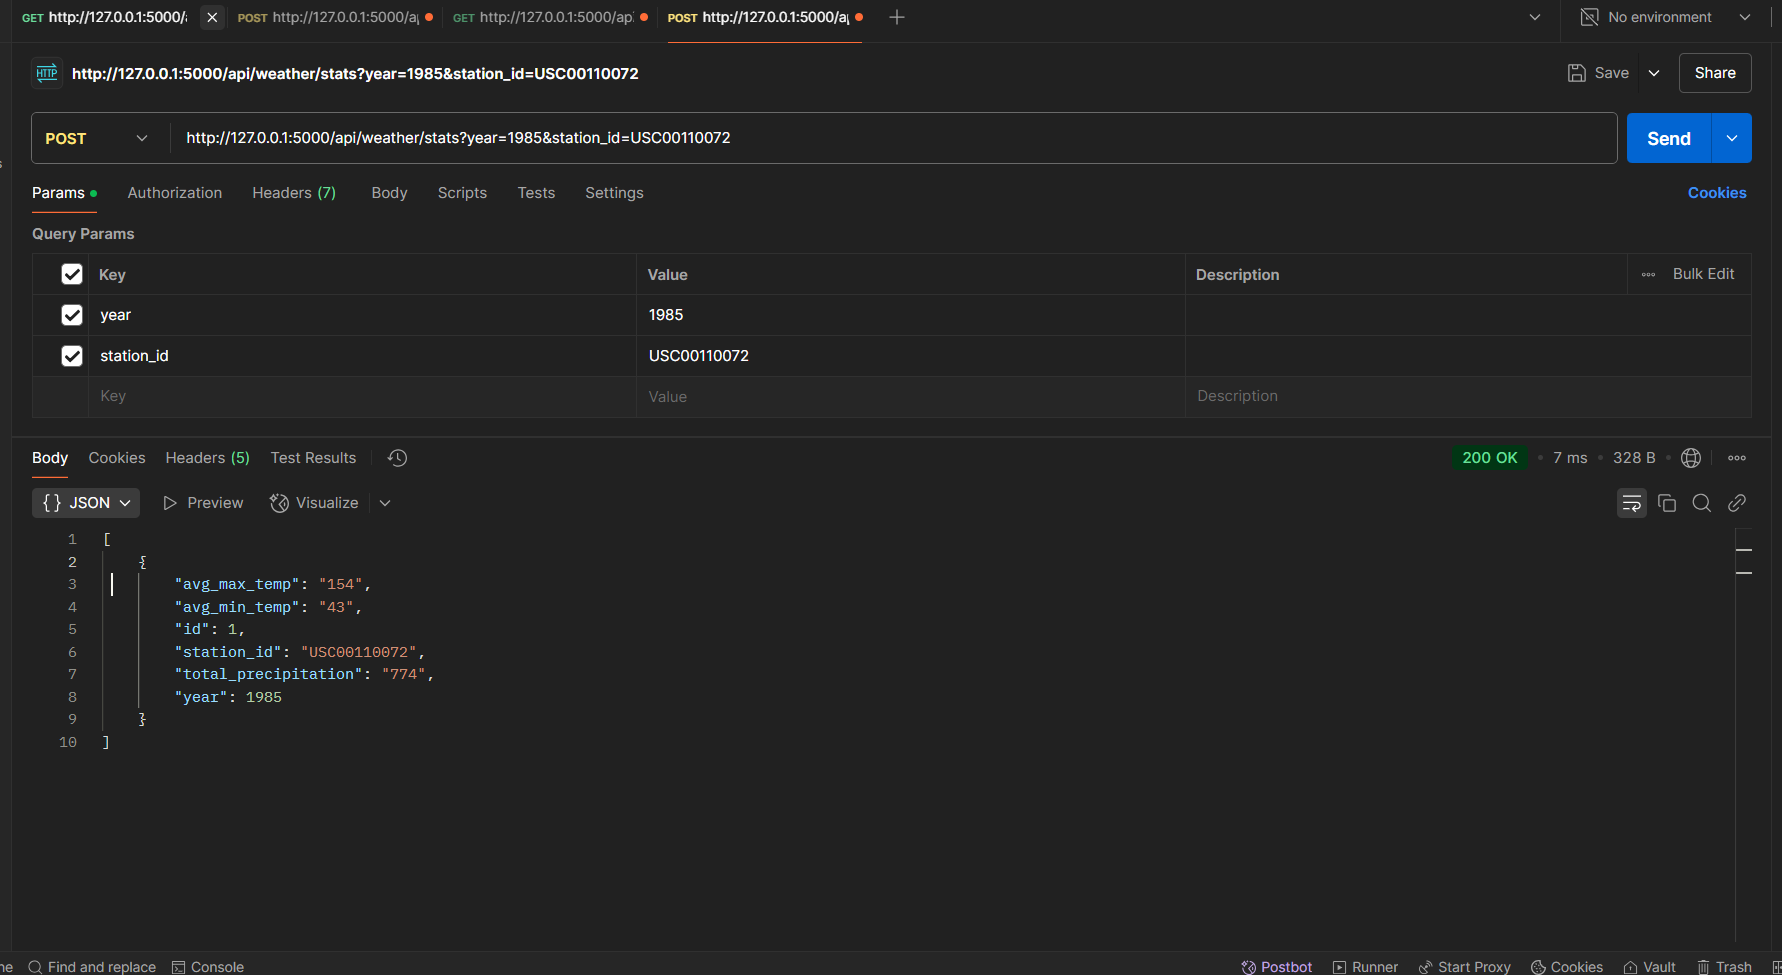 GET http://127.0.0.1:5000/a
POST http://127.0.0.1:5000/a
GET http://127.0.0.1:5000/api
POST http://127.0.0.1:5000/a
No environment
HTTP http://127.0.0.1:5000/api/weather/stats?year=1985&station_id=USC00110072
Save
Share
POST http://127.0.0.1:5000/api/weather/stats?year=1985&station_id=USC00110072
Send
Params Authorization Headers (7) Body Scripts Tests Settings
Cookies
Query Params
Key Value Description Bulk Edit
year 1985
station_id USC00110072
Key Value Description
Body Cookies Headers (5) Test Results
200 OK • 7 ms • 328 B
{} JSON Preview Visualize
1 [
2 {
3 "avg_max_temp": "154",
4 "avg_min_temp": "43",
5 "id": 1,
6 "station_id": "USC00110072",
7 "total_precipitation": "774",
8 "year": 1985
9 }
10 ]
ne Find and replace Console
Postbot Runner Start Proxy Cookies Vault Trash